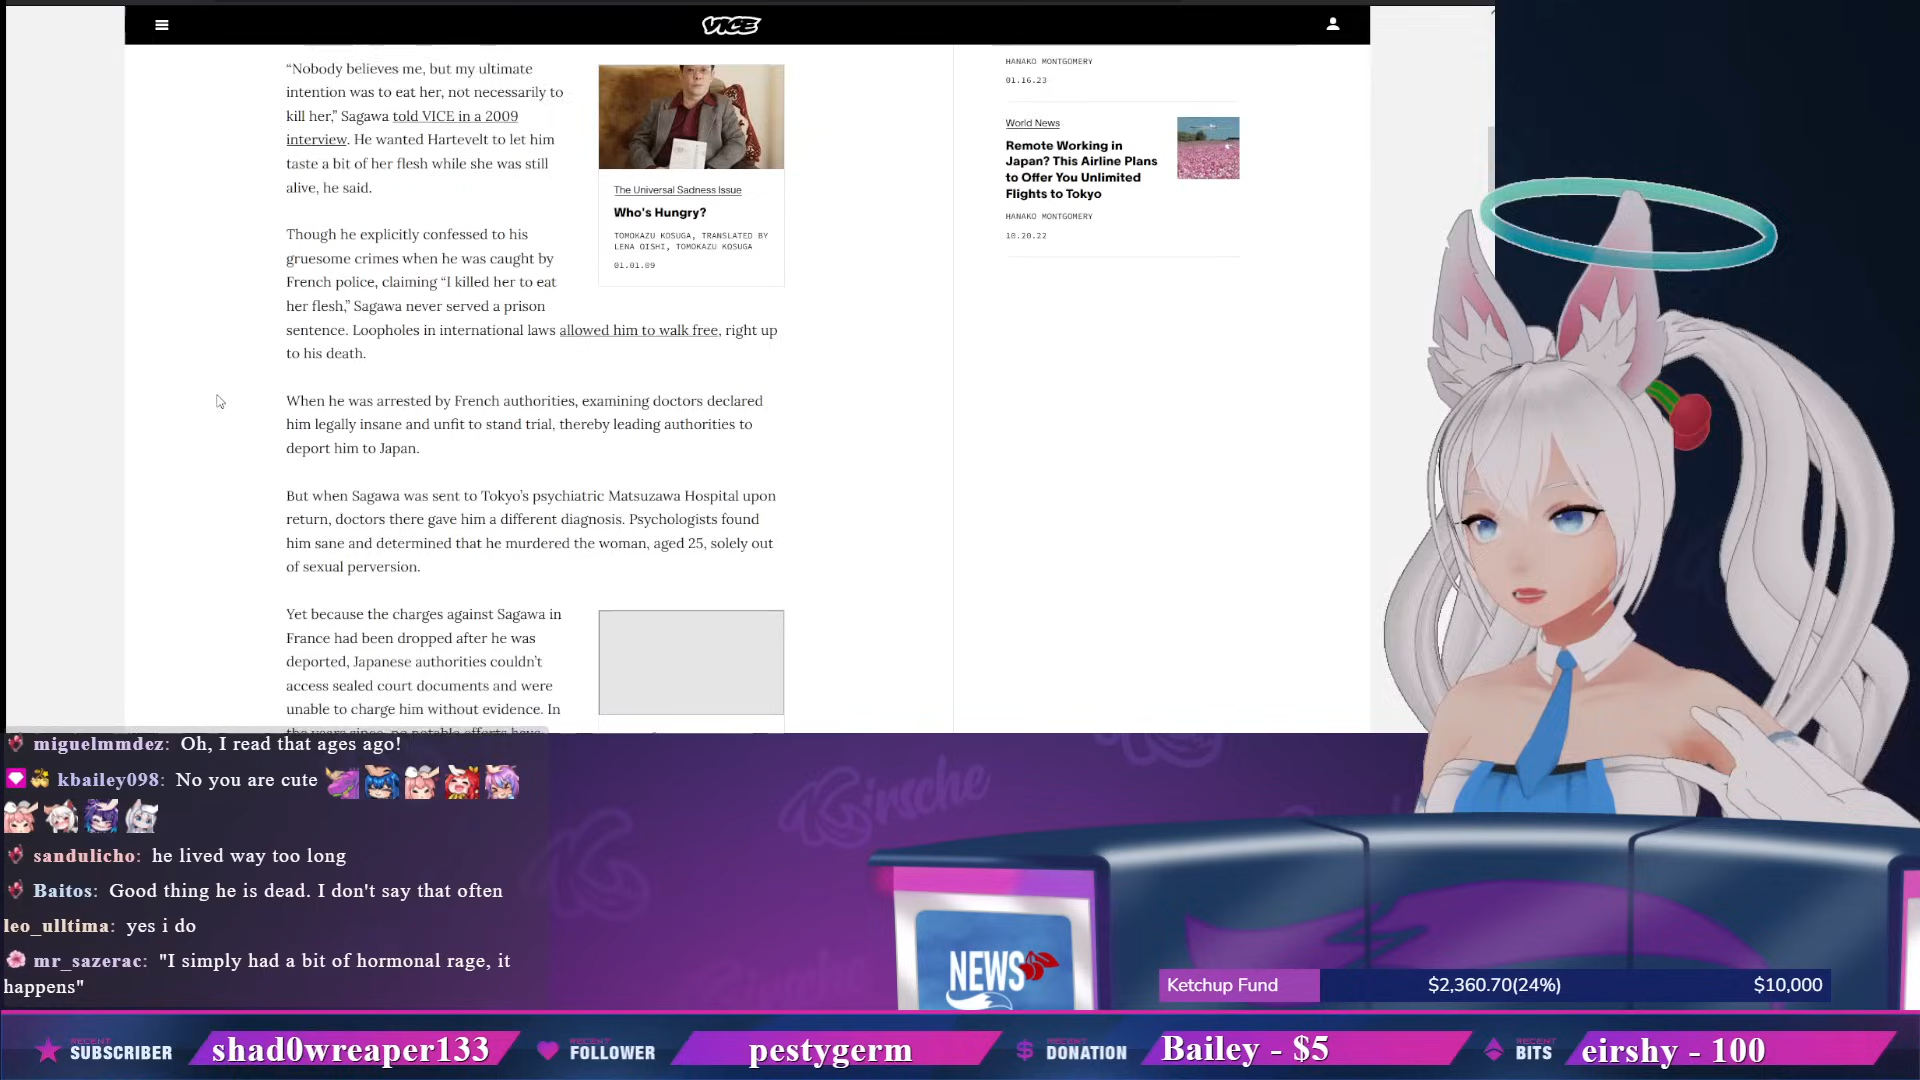 VICE
“Nobody believes me, but my ultimate
intention was to eat her, not necessarily to
kill her,” Sagawa told VICE in a 2009
interview. He wanted Hartevelt to let him
taste a bit of her flesh while she was still
alive, he said.
The Universal Sadness Issue
Who's Hungry?
TOMOKAZU KOSUGA, TRANSLATED BY
LENA OISHI, TOMOKAZU KOSUGA
01.01.09
Though he explicitly confessed to his
gruesome crimes when he was caught by
French police, claiming “I killed her to eat
her flesh,” Sagawa never served a prison
sentence. Loopholes in international laws allowed him to walk free, right up
to his death.
When he was arrested by French authorities, examining doctors declared
him legally insane and unfit to stand trial, thereby leading authorities to
deport him to Japan.
But when Sagawa was sent to Tokyo’s psychiatric Matsuzawa Hospital upon
return, doctors there gave him a different diagnosis. Psychologists found
him sane and determined that he murdered the woman, aged 25, solely out
of sexual perversion.
Yet because the charges against Sagawa in
France had been dropped after he was
deported, Japanese authorities couldn’t
access sealed court documents and were
unable to charge him without evidence. In
HANAKO MONTGOMERY
01.16.23
World News
Remote Working in
Japan? This Airline Plans
to Offer You Unlimited
Flights to Tokyo
HANAKO MONTGOMERY
10.20.22
miguelmmdez: Oh, I read that ages ago!
kbailey098: No you are cute
sandulicho: he lived way too long
Baitos: Good thing he is dead. I don't say that often
leo_ulltima: yes i do
mr_sazerac: "I simply had a bit of hormonal rage, it
happens"
Kirsche
NEWS
Ketchup Fund $2,360.70(24%) $10,000
RECENT SUBSCRIBER shad0wreaper133
RECENT FOLLOWER pestygerm
RECENT DONATION Bailey - $5
RECENT BITS eirshy - 100